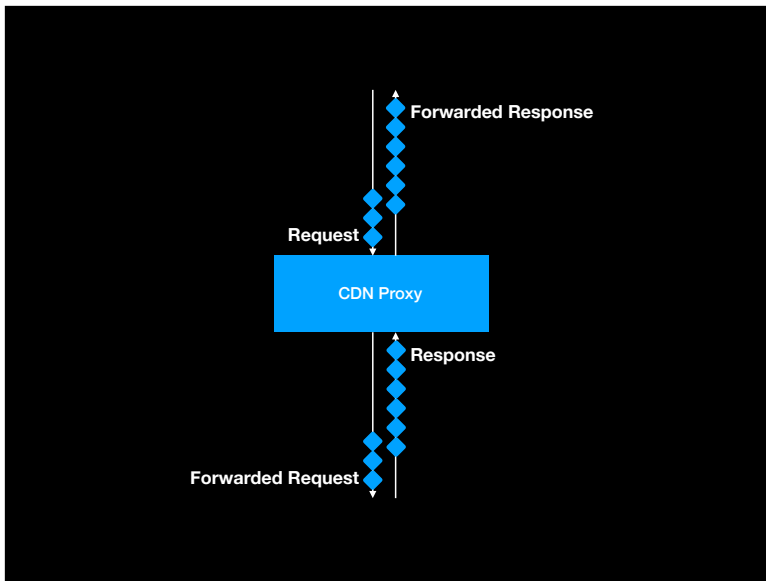 Forwarded Response
Request
CDN Proxy
Response
Forwarded Request